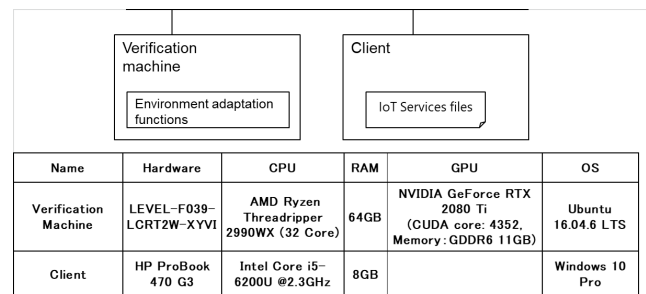 Verification
machine
Environment adaptation
functions
Client
IoT Services files
Name Hardware CPU RAM GPU OS
Verification
Machine
LEVEL-F039-
LCRT2W-XYVI
AMD Ryzen
Threadripper
2990WX (32 Core)
64GB
NVIDIA GeForce RTX
2080 Ti
(CUDA core: 4352,
Memory:GDDR6 11GB)
Ubuntu
16.04.6 LTS
Client
HP ProBook
470 G3
Intel Core i5-
6200U @2.3GHz
8GB
Windows 10
Pro